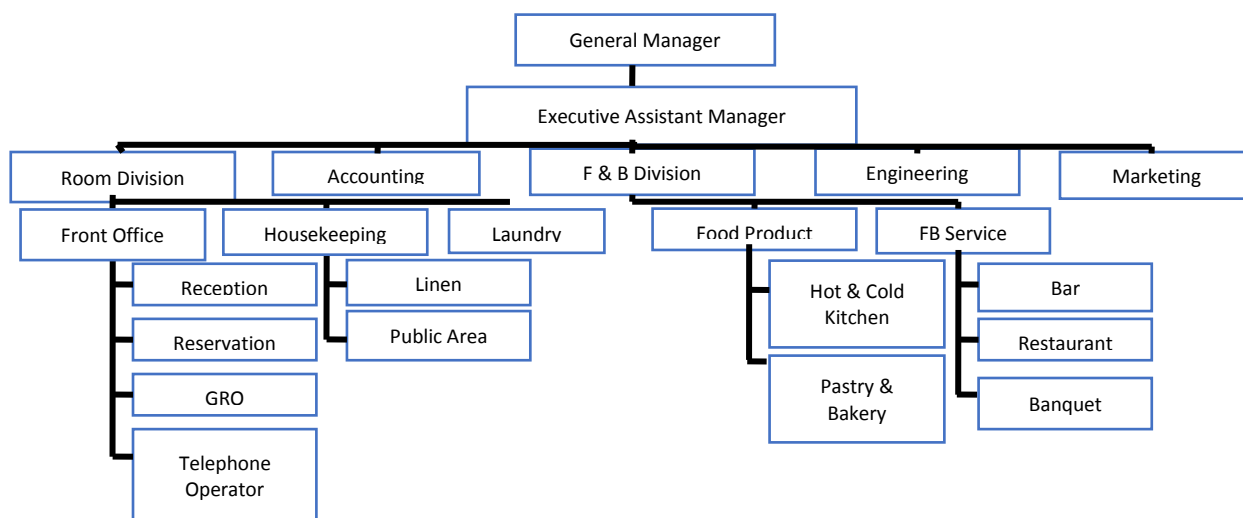 General Manager
Executive Assistant Manager
Room Division
Accounting
F & B Division
Engineering
Marketing
Front Office
Housekeeping
Laundry
Food Product
FB Service
Reception
Linen
Hot & Cold
Kitchen
Bar
Reservation
Public Area
Restaurant
GRO
Pastry &
Bakery
Banquet
Telephone
Operator